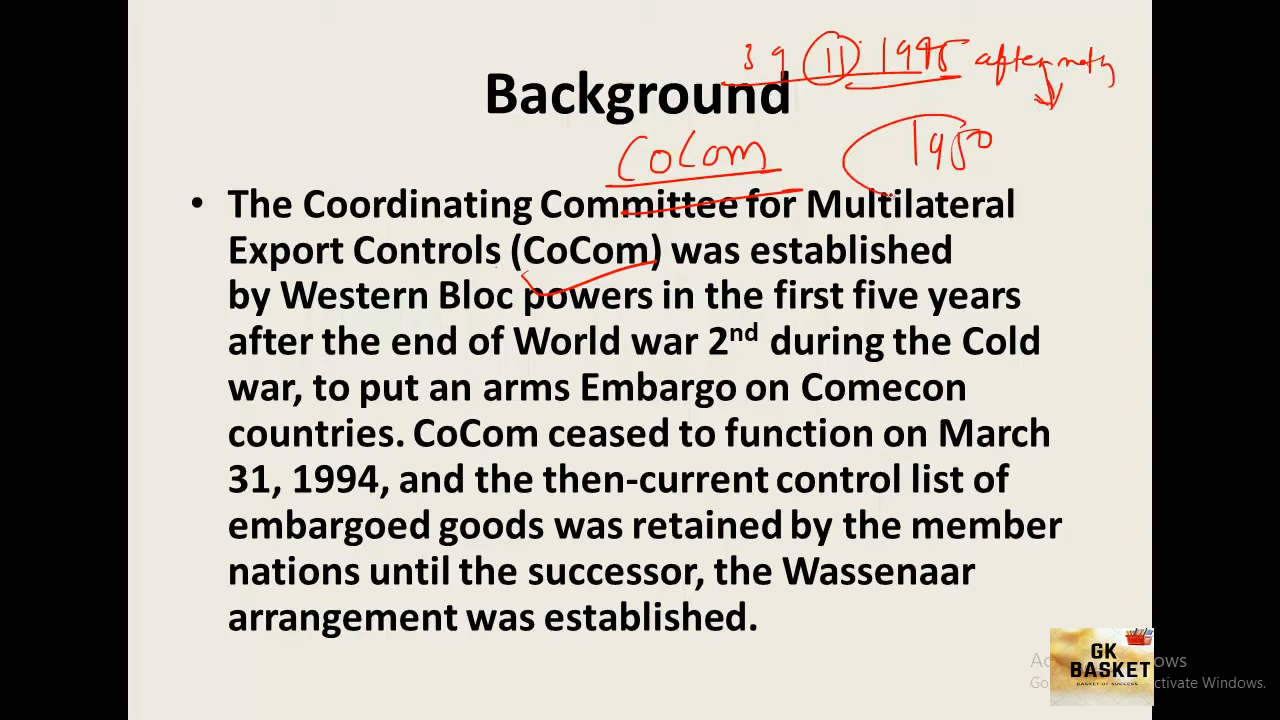 39 11 1945 aftermath
Background
1950
CoCom
• The Coordinating Committee for Multilateral
Export Controls (CoCom) was established
by Western Bloc powers in the first five years
after the end of World war 2nd during the Cold
war, to put an arms Embargo on Comecon
countries. CoCom ceased to function on March
31, 1994, and the then-current control list of
embargoed goods was retained by the member
nations until the successor, the Wassenaar
arrangement was established.
GK
BASKET
BASKET OF SUCCESS